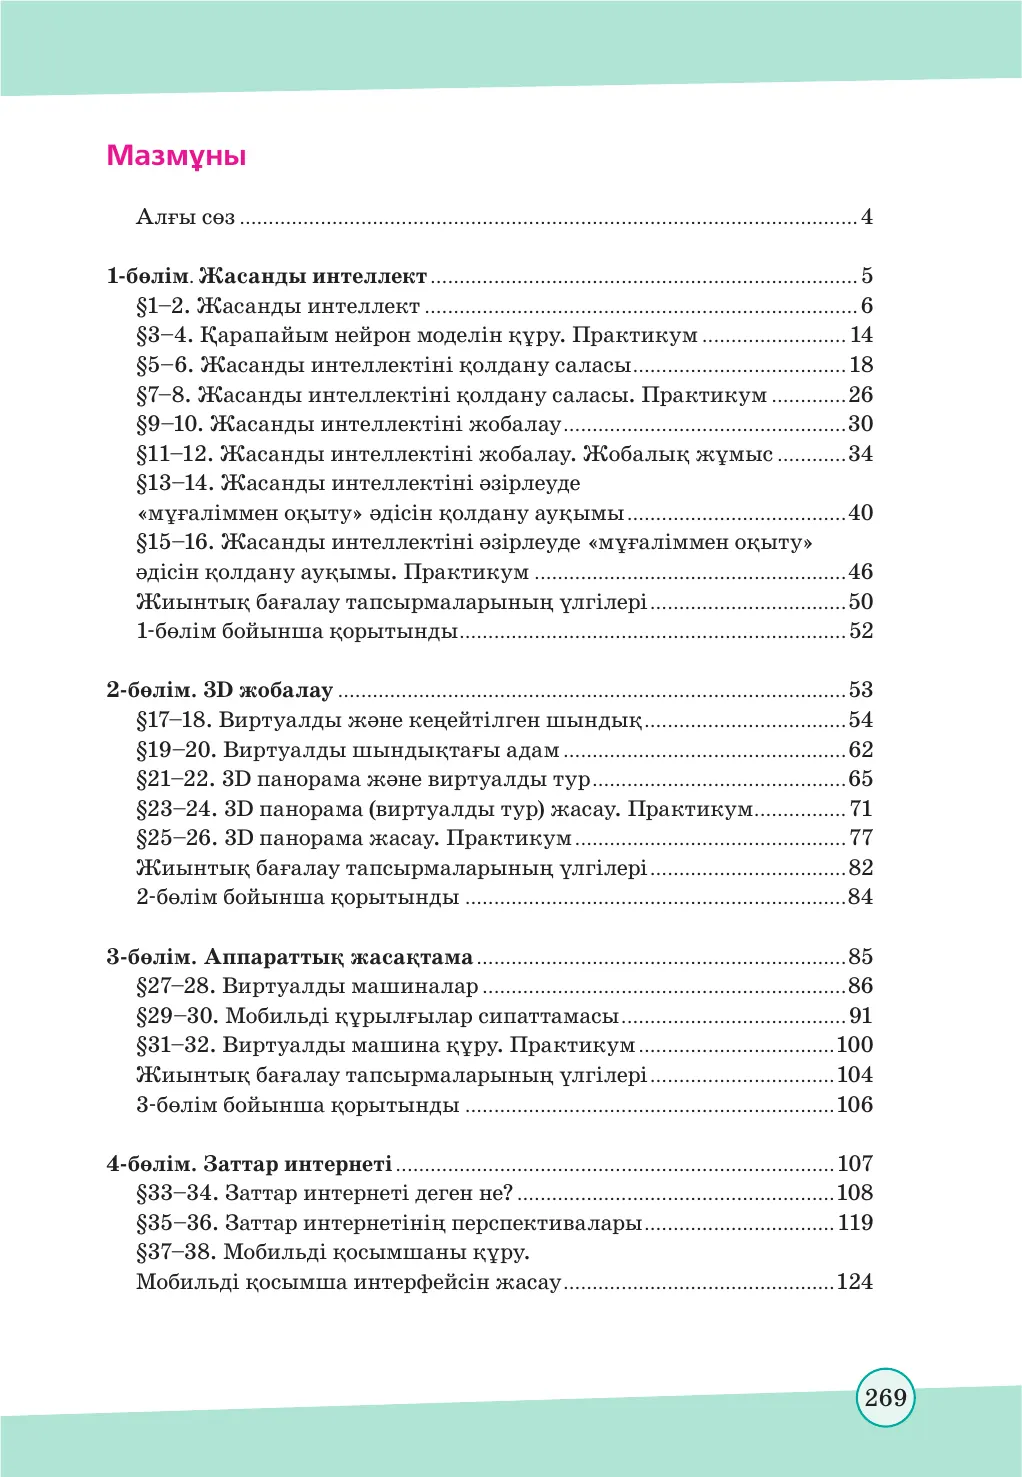 Мазмұны
Алғы сөз ........................................ 4
1-бөлім. Жасанды интеллект ........................................ 5
§1–2. Жасанды интеллект ........................................ 6
§3–4. Қарапайым нейрон моделін құру. Практикум ........................................ 14
§5–6. Жасанды интеллектіні қолдану саласы ........................................ 18
§7–8. Жасанды интеллектіні қолдану саласы. Практикум ........................................ 26
§9–10. Жасанды интеллектіні жобалау ........................................ 30
§11–12. Жасанды интеллектіні жобалау. Жобалық жұмыс ........................................ 34
§13–14. Жасанды интеллектіні әзірлеуде
«мұғаліммен оқыту» әдісін қолдану ауқымы ........................................ 40
§15–16. Жасанды интеллектіні әзірлеуде «мұғаліммен оқыту»
әдісін қолдану ауқымы. Практикум ........................................ 46
Жиынтық бағалау тапсырмаларының үлгілері ........................................ 50
1-бөлім бойынша қорытынды ........................................ 52
2-бөлім. 3D жобалау ........................................ 53
§17–18. Виртуалды және кеңейтілген шындық ........................................ 54
§19–20. Виртуалды шындықтағы адам ........................................ 62
§21–22. 3D панорама және виртуалды тур ........................................ 65
§23–24. 3D панорама (виртуалды тур) жасау. Практикум ........................................ 71
§25–26. 3D панорама жасау. Практикум ........................................ 77
Жиынтық бағалау тапсырмаларының үлгілері ........................................ 82
2-бөлім бойынша қорытынды ........................................ 84
3-бөлім. Аппараттық жасақтама ........................................ 85
§27–28. Виртуалды машиналар ........................................ 86
§29–30. Мобильді құрылғылар сипаттамасы ........................................ 91
§31–32. Виртуалды машина құру. Практикум ........................................ 100
Жиынтық бағалау тапсырмаларының үлгілері ........................................ 104
3-бөлім бойынша қорытынды ........................................ 106
4-бөлім. Заттар интернеті ........................................ 107
§33–34. Заттар интернеті деген не? ........................................ 108
§35–36. Заттар интернетінің перспективалары ........................................ 119
§37–38. Мобильді қосымшаны құру.
Мобильді қосымша интерфейсін жасау ........................................ 124
269